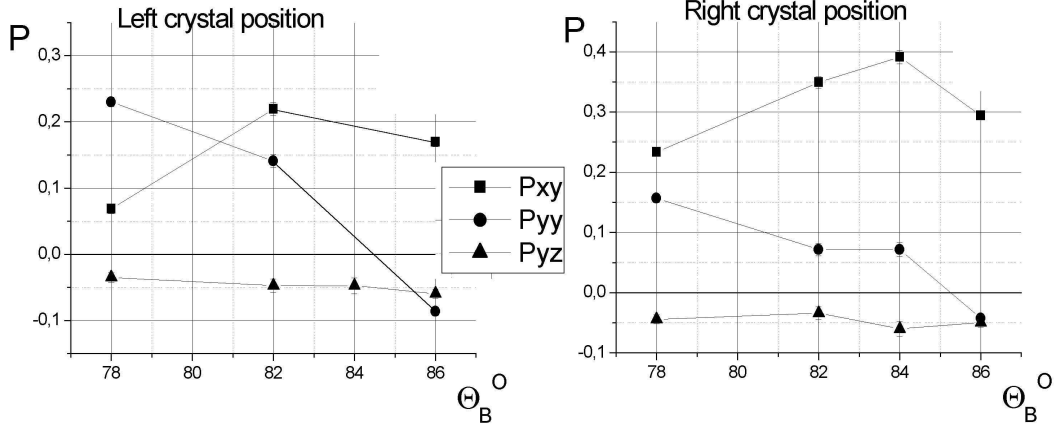 Left crystal position
P
0,3
0,2
0,1
0,0
-0,1
78 80 82 84 86
Θ_B^O
Pxy
Pyy
Pyz
Right crystal position
P
0,4
0,3
0,2
0,1
0,0
-0,1
78 80 82 84 86
Θ_B^O